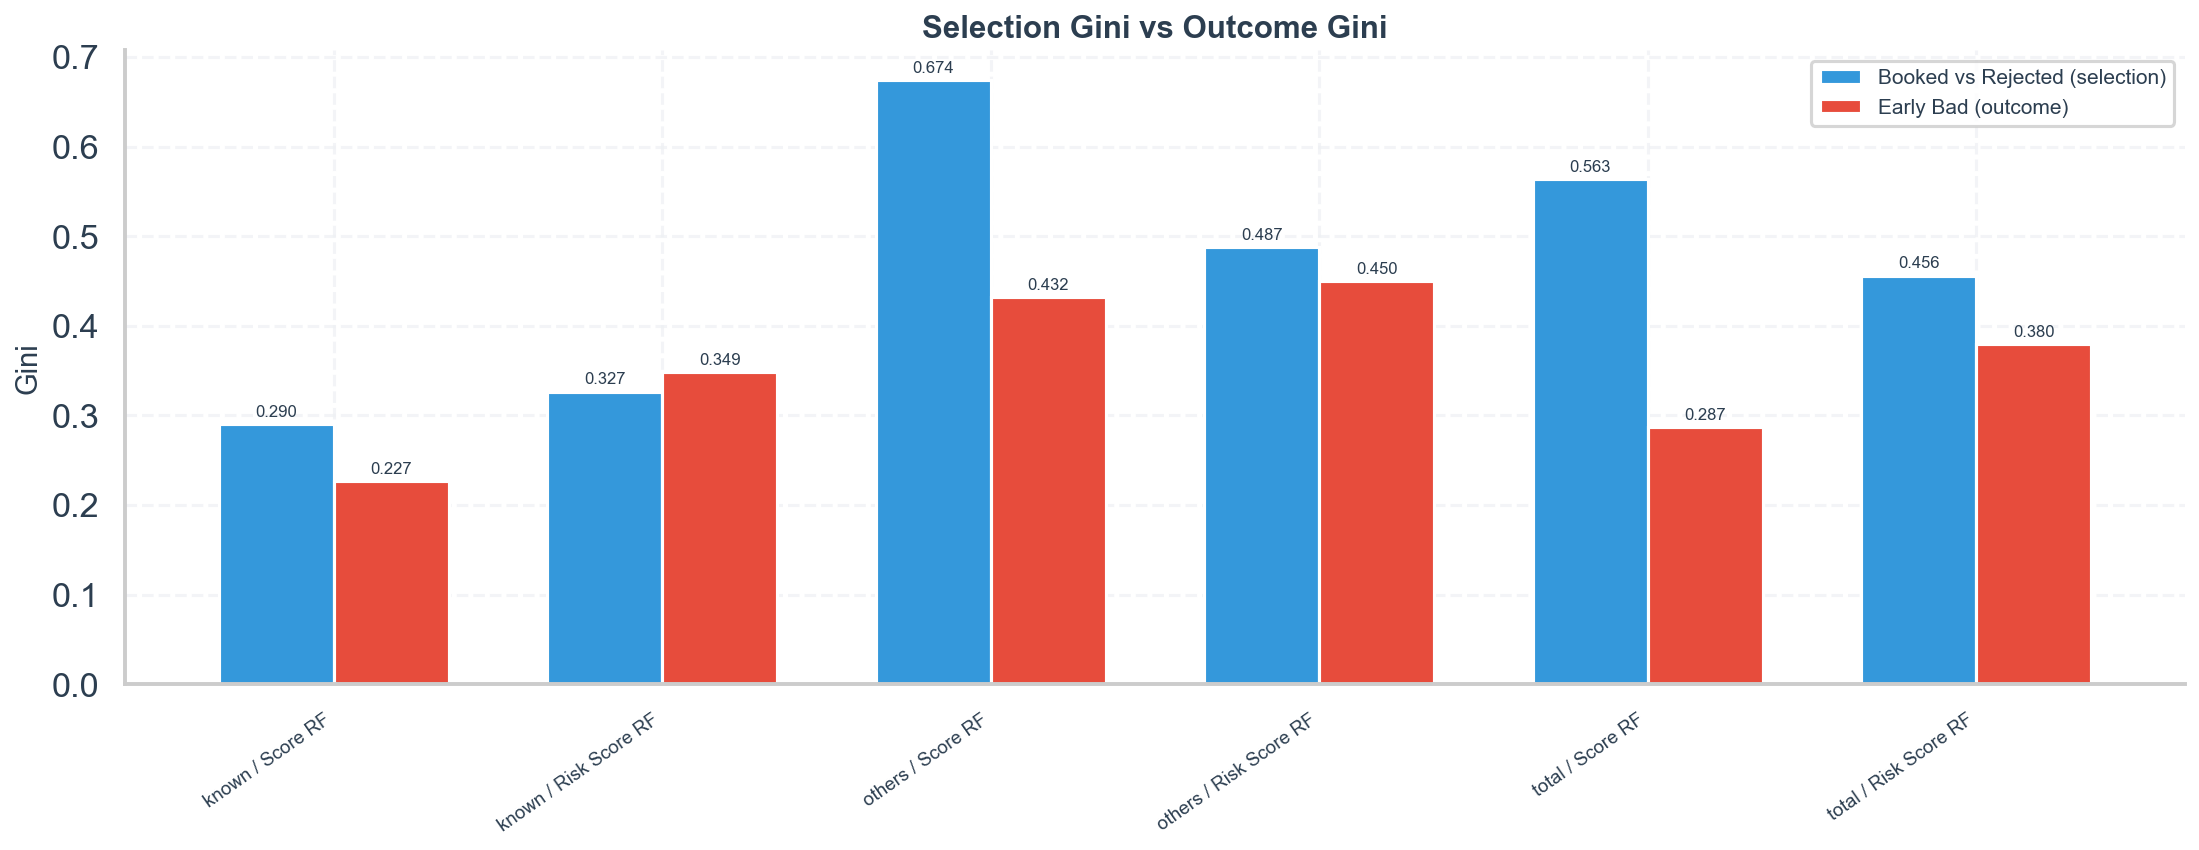 Selection Gini vs Outcome Gini
Booked vs Rejected (selection)
Early Bad (outcome)
Gini
0.7
0.6
0.5
0.4
0.3
0.2
0.1
0.0
0.290
0.227
0.327
0.349
0.674
0.432
0.487
0.450
0.563
0.287
0.456
0.380
known / Score RF
known / Risk Score RF
others / Score RF
others / Risk Score RF
total / Score RF
total / Risk Score RF